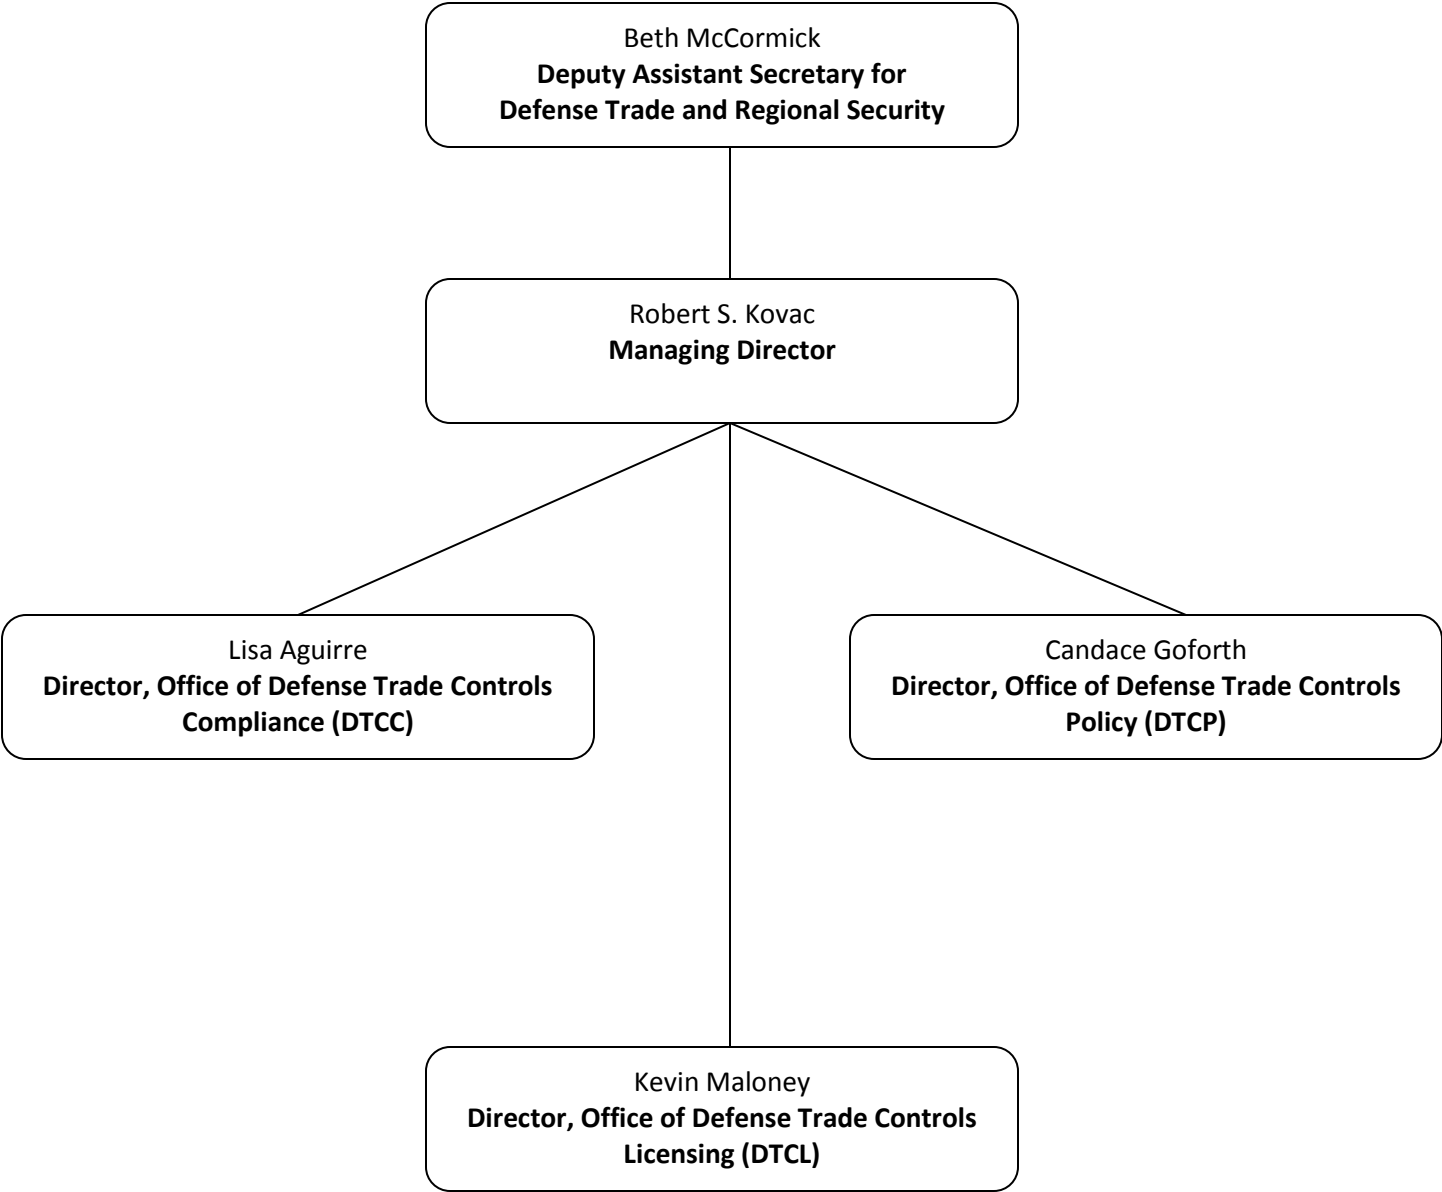 Beth McCormick
Deputy Assistant Secretary for
Defense Trade and Regional Security
Robert S. Kovac
Managing Director
Lisa Aguirre
Director, Office of Defense Trade Controls
Compliance (DTCC)
Candace Goforth
Director, Office of Defense Trade Controls
Policy (DTCP)
Kevin Maloney
Director, Office of Defense Trade Controls
Licensing (DTCL)